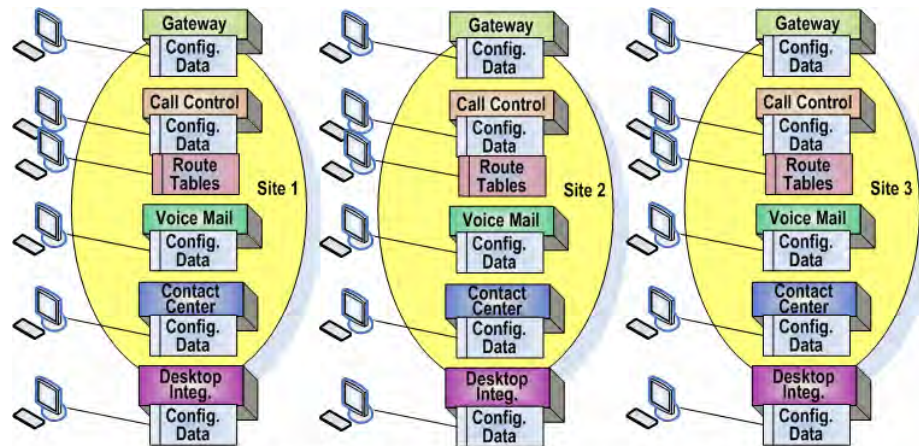 Gateway
Config.
Data
Call Control
Config.
Data
Route
Tables
Site 1
Voice Mail
Config.
Data
Contact
Center
Config.
Data
Desktop
Integ.
Config.
Data
Gateway
Config.
Data
Call Control
Config.
Data
Route
Tables
Site 2
Voice Mail
Config.
Data
Contact
Center
Config.
Data
Desktop
Integ.
Config.
Data
Gateway
Config.
Data
Call Control
Config.
Data
Route
Tables
Site 3
Voice Mail
Config.
Data
Contact
Center
Config.
Data
Desktop
Integ.
Config.
Data